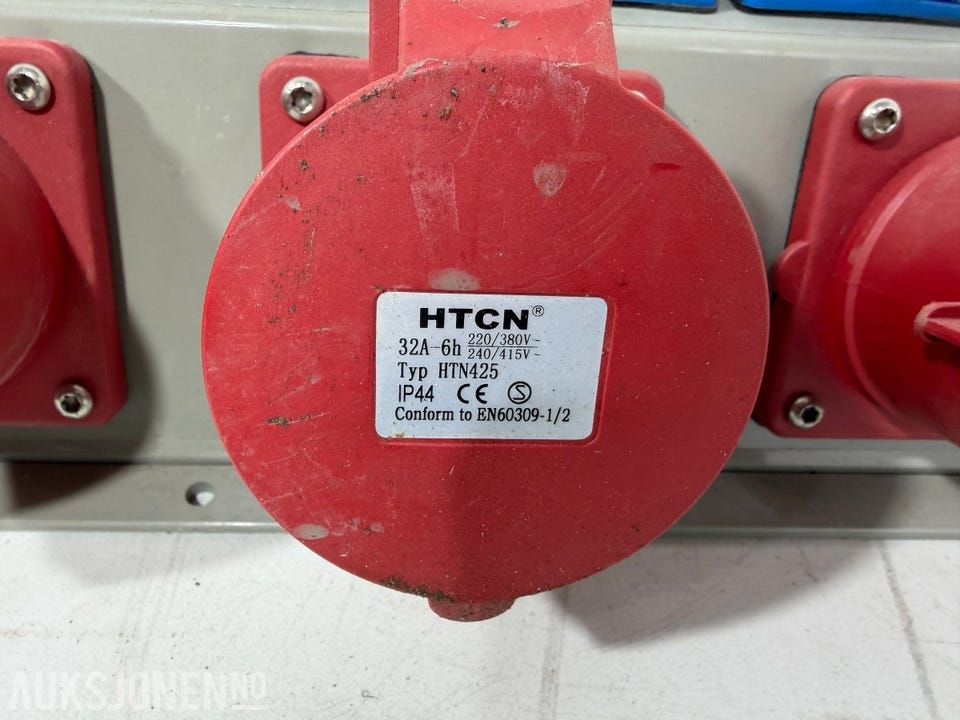 HTCN®
32A-6h 220/380V~
240/415V~
Typ HTN425
IP44 CE S
Conform to EN60309-1/2
AUKSJONEN.NO